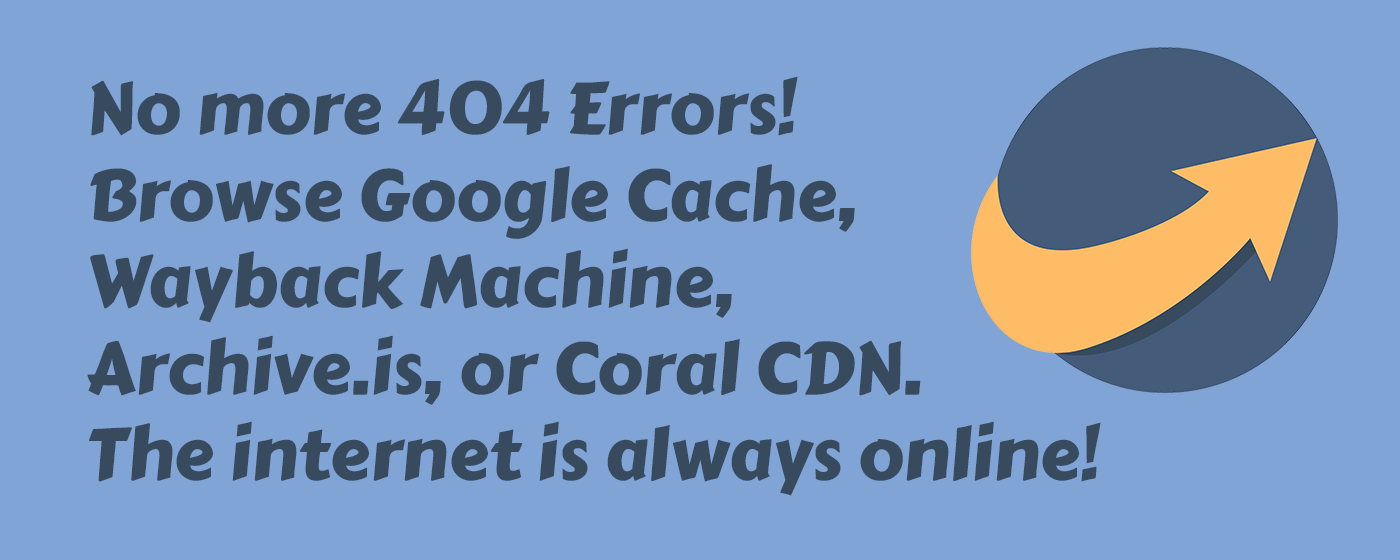 No more 404 Errors!
Browse Google Cache,
Wayback Machine,
Archive.is, or Coral CDN.
The internet is always online!